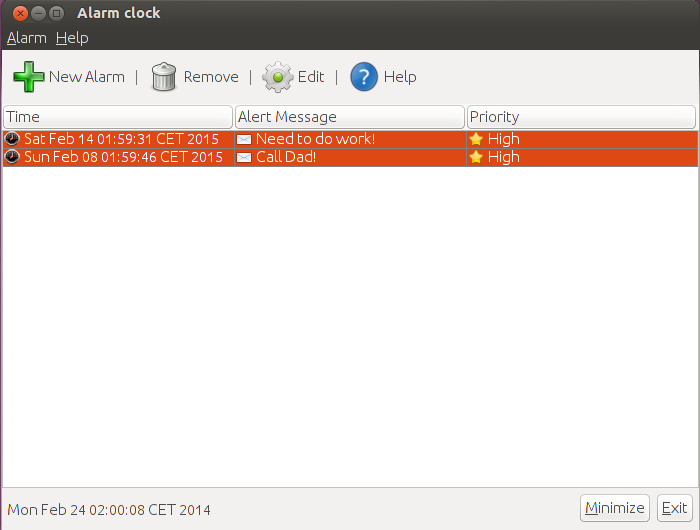 Alarm clock
Alarm Help
New Alarm | Remove | Edit | Help
Time Alert Message Priority
Sat Feb 14 01:59:31 CET 2015 Need to do work! High
Sun Feb 08 01:59:46 CET 2015 Call Dad! High
Mon Feb 24 02:00:08 CET 2014 Minimize Exit